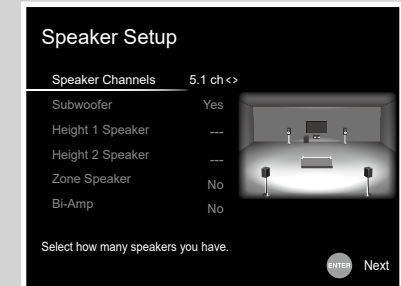 Speaker Setup
Speaker Channels 5.1 ch <>
Subwoofer Yes
Height 1 Speaker ---
Height 2 Speaker ---
Zone Speaker No
Bi-Amp No
Select how many speakers you have.
ENTER Next